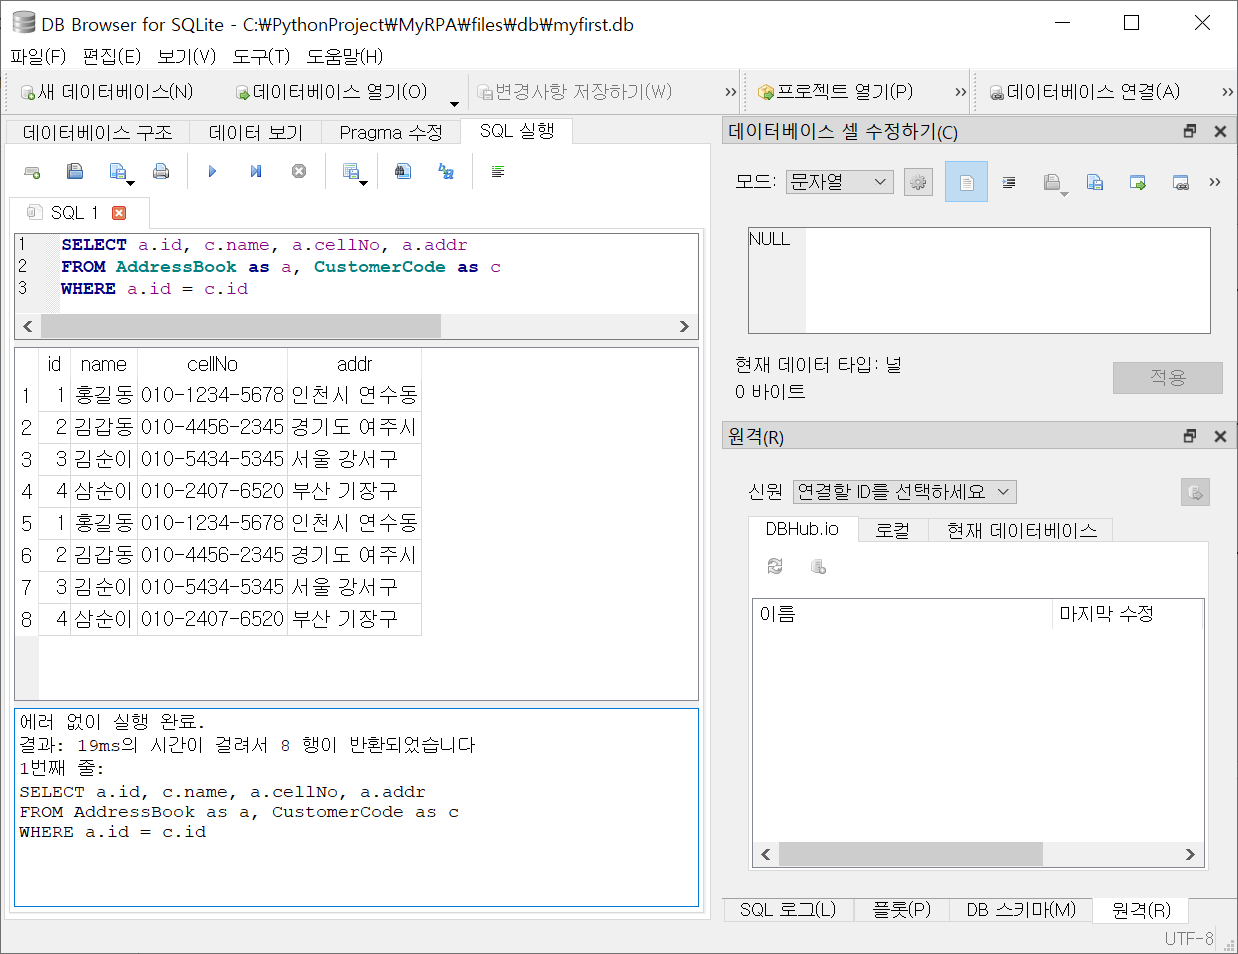 DB Browser for SQLite - C:₩PythonProject₩MyRPA₩files₩db₩myfirst.db
파일(F) 편집(E) 보기(V) 도구(T) 도움말(H)
새 데이터베이스(N) 데이터베이스 열기(O) 변경사항 저장하기(W) » 프로젝트 열기(P) » 데이터베이스 연결(A) »
데이터베이스 구조 데이터 보기 Pragma 수정 SQL 실행
SQL 1
1 SELECT a.id, c.name, a.cellNo, a.addr
2 FROM AddressBook as a, CustomerCode as c
3 WHERE a.id = c.id
id name cellNo addr
1 1 홍길동 010-1234-5678 인천시 연수동
2 2 김갑동 010-4456-2345 경기도 여주시
3 3 김순이 010-5434-5345 서울 강서구
4 4 삼순이 010-2407-6520 부산 기장구
5 1 홍길동 010-1234-5678 인천시 연수동
6 2 김갑동 010-4456-2345 경기도 여주시
7 3 김순이 010-5434-5345 서울 강서구
8 4 삼순이 010-2407-6520 부산 기장구
에러 없이 실행 완료.
결과: 19ms의 시간이 걸려서 8 행이 반환되었습니다
1번째 줄:
SELECT a.id, c.name, a.cellNo, a.addr
FROM AddressBook as a, CustomerCode as c
WHERE a.id = c.id
데이터베이스 셀 수정하기(C)
모드: 문자열 »
NULL
현재 데이터 타입: 널
0 바이트
적용
원격(R)
신원 연결할 ID를 선택하세요
DBHub.io 로컬 현재 데이터베이스
이름 마지막 수정
SQL 로그(L) 플롯(P) DB 스키마(M) 원격(R)
UTF-8